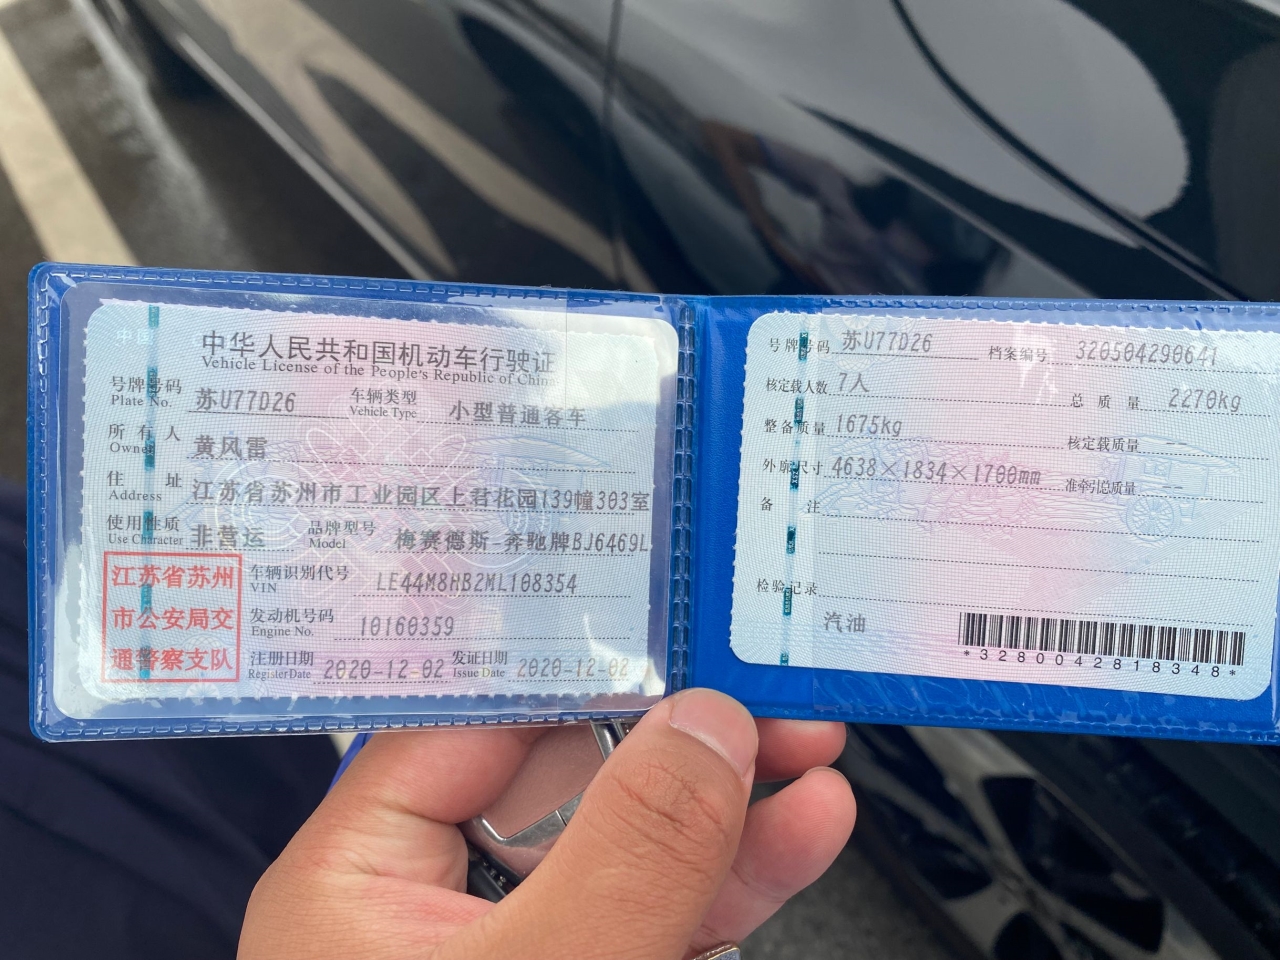 中国
中华人民共和国机动车行驶证
Vehicle License of the People's Republic of China
号牌号码 苏U77D26 车辆类型 小型普通客车
Plate No. Vehicle Type
所有人 黄风雷
Owner
住址 江苏省苏州市工业园区上君花园139幢303室
Address
使用性质 非营运 品牌型号 梅赛德斯-奔驰牌BJ6469L
Use Character Model
江苏省苏州
市公安局交
通警察支队
车辆识别代号 LE44M8HB2ML108354
VIN
发动机号码 10160359
Engine No.
注册日期 2020-12-02 发证日期 2020-12-02
Register Date Issue Date
号牌号码 苏U77D26 档案编号 320504290641
核定载人数 7人 总质量 2270kg
整备质量 1675kg 核定载质量 --
外廓尺寸 4638×1834×1700mm 准牵引总质量 --
备注
检验记录
汽油
*3280042818348*